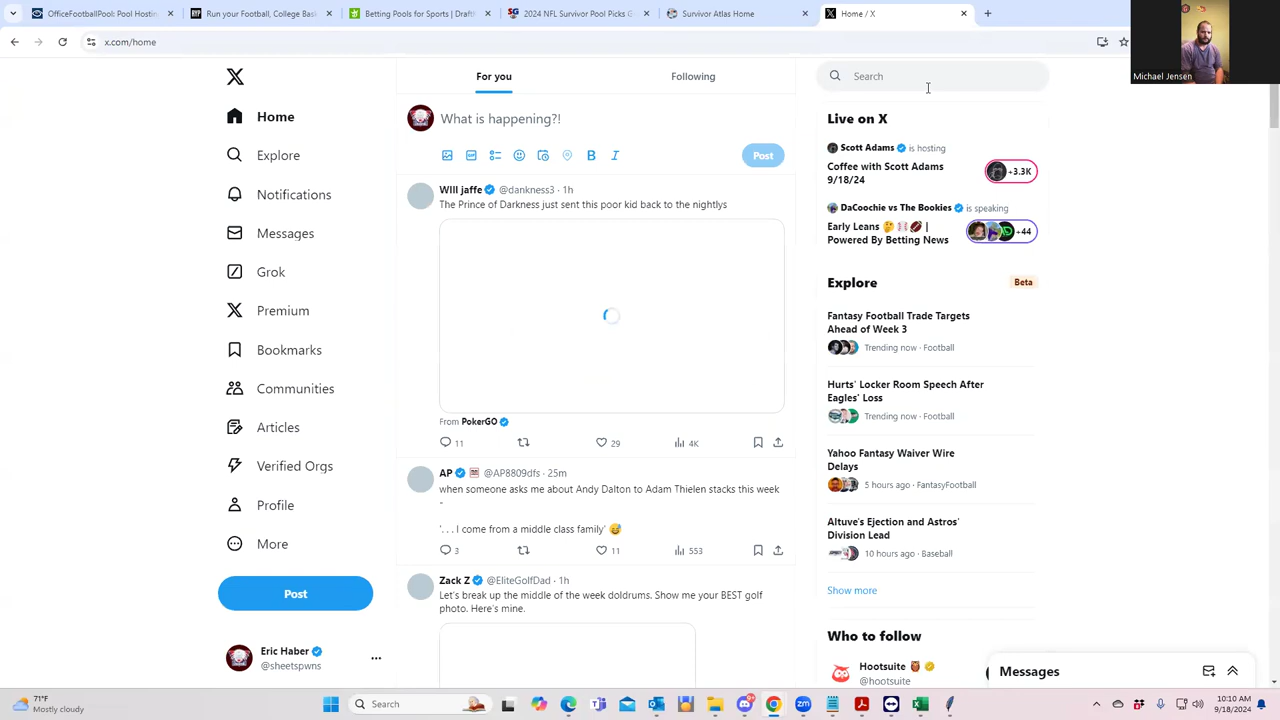 OfficeFootballPool: Entertaining
Run your Football, College Bask
Betting Pools for Sports | Draft
2024 NFL Survivor Pool Picks G
Survivor Atlas Home
Home / X
x.com/home
Michael Jensen
For you
Following
Search
What is happening?!
Post
Home
Explore
Notifications
Messages
Grok
Premium
Bookmarks
Communities
Articles
Verified Orgs
Profile
More
Post
Eric Haber
@sheetspwns
WIll jaffe @dankness3 · 1h
The Prince of Darkness just sent this poor kid back to the nightlys
From PokerGO
11
29
4K
AP @AP8809dfs · 25m
when someone asks me about Andy Dalton to Adam Thielen stacks this week
-
'. . . I come from a middle class family' 😅
3
11
553
Zack Z @EliteGolfDad · 1h
Let's break up the middle of the week doldrums. Show me your BEST golf
photo. Here's mine.
Live on X
Scott Adams is hosting
Coffee with Scott Adams
9/18/24
+3.3K
DaCoochie vs The Bookies is speaking
Early Leans 🤔⚾🏈 |
Powered By Betting News
+44
Explore
Beta
Fantasy Football Trade Targets
Ahead of Week 3
Trending now · Football
Hurts' Locker Room Speech After
Eagles' Loss
Trending now · Football
Yahoo Fantasy Waiver Wire
Delays
5 hours ago · FantasyFootball
Altuve's Ejection and Astros'
Division Lead
10 hours ago · Baseball
Show more
Who to follow
Hootsuite 🦉
@hootsuite
Messages
71°F
Mostly cloudy
Search
10:10 AM
9/18/2024